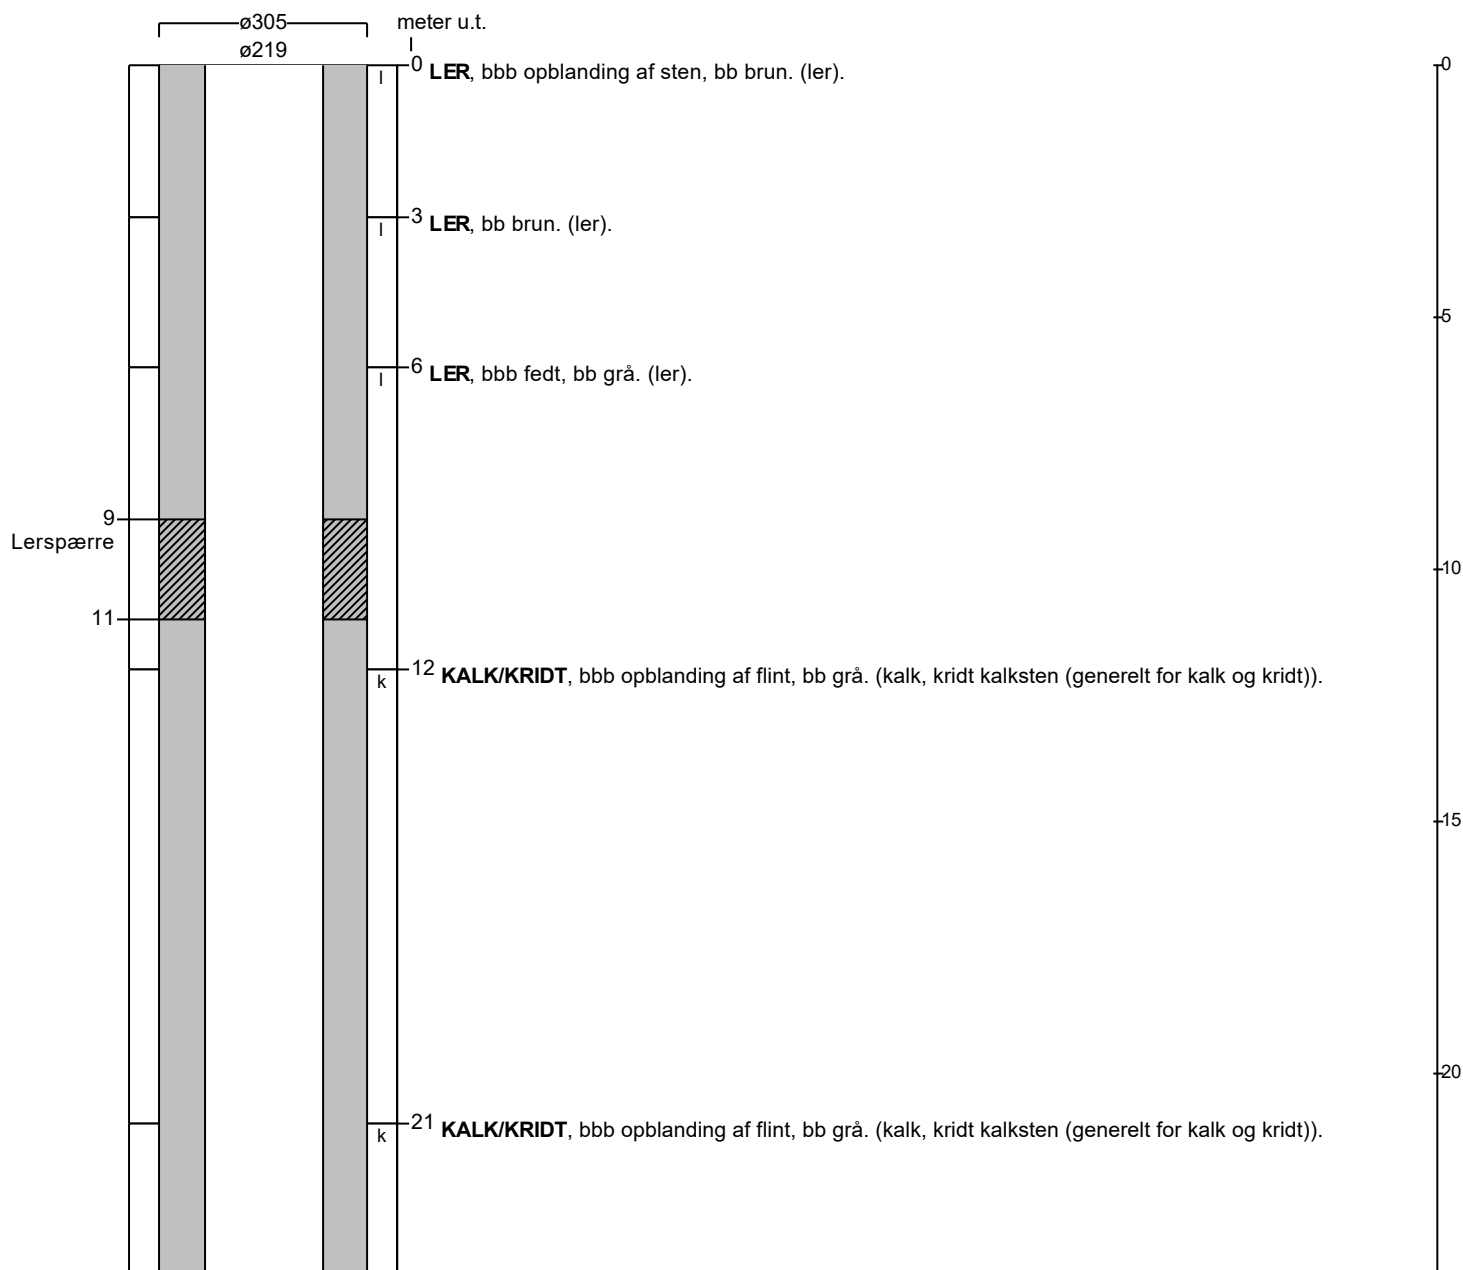 ø305
meter u.t.
ø219
0
LER, bbb opblanding af sten, bb brun. (ler).
l
0
3
LER, bb brun. (ler).
l
5
6
LER, bbb fedt, bb grå. (ler).
l
9
Lerspærre
10
11
12
KALK/KRIDT, bbb opblanding af flint, bb grå. (kalk, kridt kalksten (generelt for kalk og kridt)).
k
15
20
21
KALK/KRIDT, bbb opblanding af flint, bb grå. (kalk, kridt kalksten (generelt for kalk og kridt)).
k